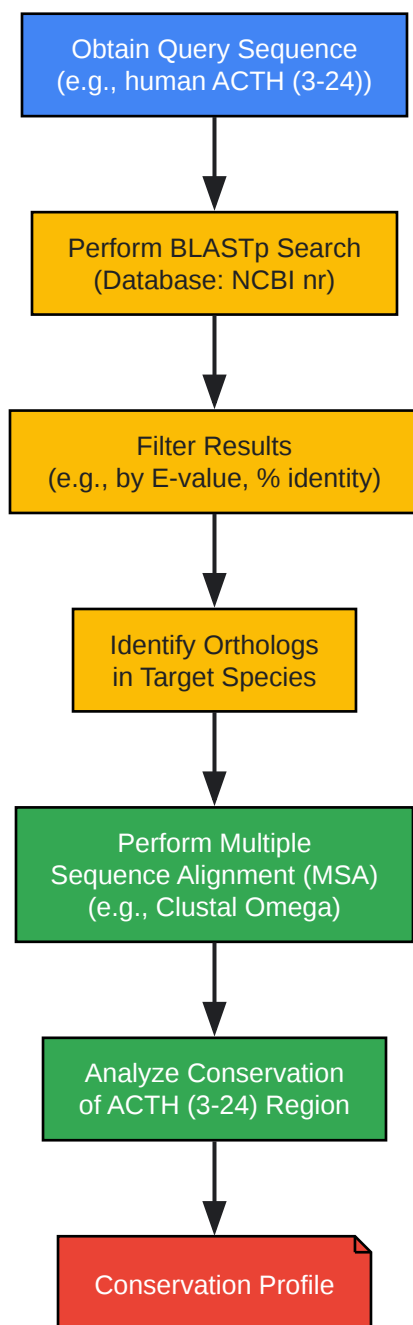 Obtain Query Sequence
(e.g., human ACTH (3-24))
Perform BLASTp Search
(Database: NCBI nr)
Filter Results
(e.g., by E-value, % identity)
Identify Orthologs
in Target Species
Perform Multiple
Sequence Alignment (MSA)
(e.g., Clustal Omega)
Analyze Conservation
of ACTH (3-24) Region
Conservation Profile